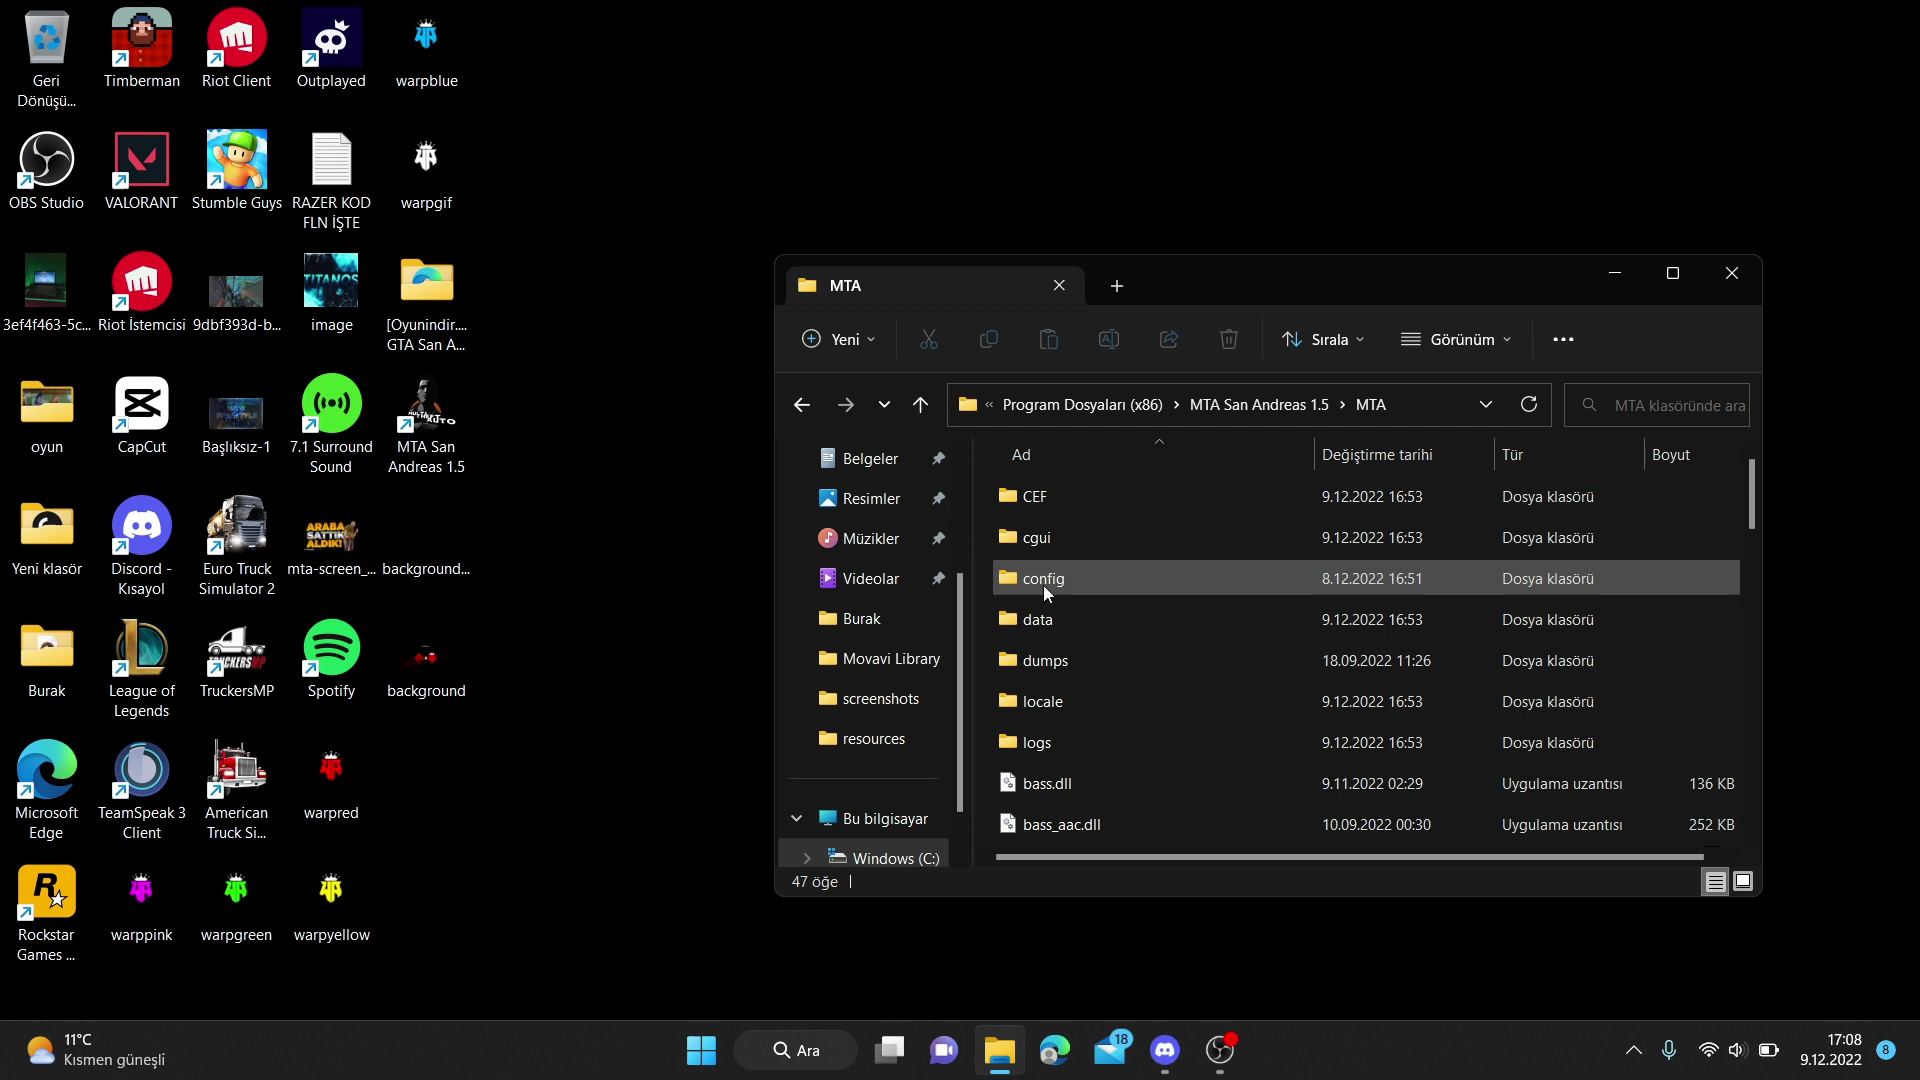 Geri
Dönüşü...
Timberman
Riot Client
Outplayed
warpblue
OBS Studio
VALORANT
Stumble Guys
RAZER KOD
FLN İŞTE
warpgif
3ef4f463-5c...
Riot İstemcisi
9dbf393d-b...
TITANOS
image
[Oyunindir....
GTA San A...
oyun
CapCut
Başlıksız-1
7.1 Surround
Sound
MTA San
Andreas 1.5
Yeni klasör
Discord -
Kısayol
Euro Truck
Simulator 2
ARABA
SATTIK
ALDIK!
mta-screen_...
background...
Burak
League of
Legends
TRUCKERSMP
TruckersMP
Spotify
background
Microsoft
Edge
TeamSpeak 3
Client
American
Truck Si...
warpred
Rockstar
Games ...
warppink
warpgreen
warpyellow
MTA
Yeni
Sırala
Görünüm
« Program Dosyaları (x86) › MTA San Andreas 1.5 › MTA
MTA klasöründe ara
Belgeler
Resimler
Müzikler
Videolar
Burak
Movavi Library
screenshots
resources
Bu bilgisayar
Windows (C:)
Ad Değiştirme tarihi Tür Boyut
CEF 9.12.2022 16:53 Dosya klasörü
cgui 9.12.2022 16:53 Dosya klasörü
config 8.12.2022 16:51 Dosya klasörü
data 9.12.2022 16:53 Dosya klasörü
dumps 18.09.2022 11:26 Dosya klasörü
locale 9.12.2022 16:53 Dosya klasörü
logs 9.12.2022 16:53 Dosya klasörü
bass.dll 9.11.2022 02:29 Uygulama uzantısı 136 KB
bass_aac.dll 10.09.2022 00:30 Uygulama uzantısı 252 KB
47 öğe
11°C
Kısmen güneşli
Ara
18
17:08
9.12.2022
8